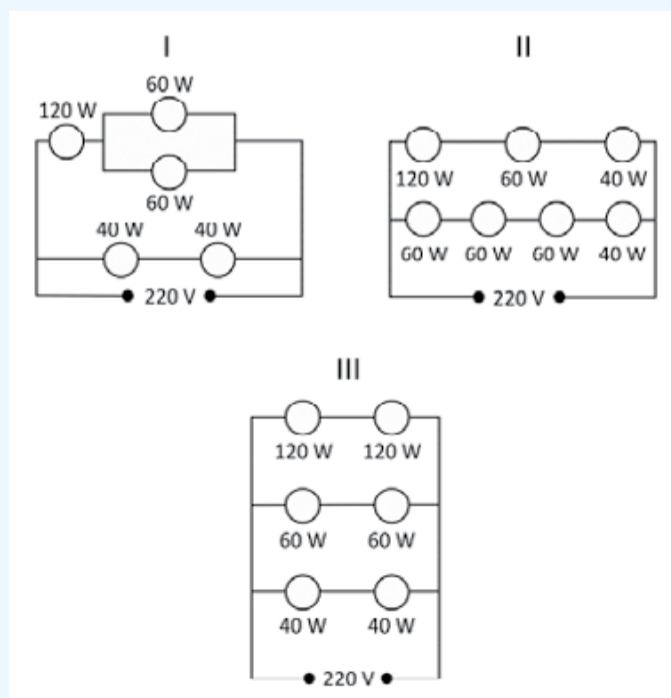 I
60 W
120 W
60 W
40 W 40 W
220 V
II
120 W 60 W 40 W
60 W 60 W 60 W 40 W
220 V
III
120 W 120 W
60 W 60 W
40 W 40 W
220 V